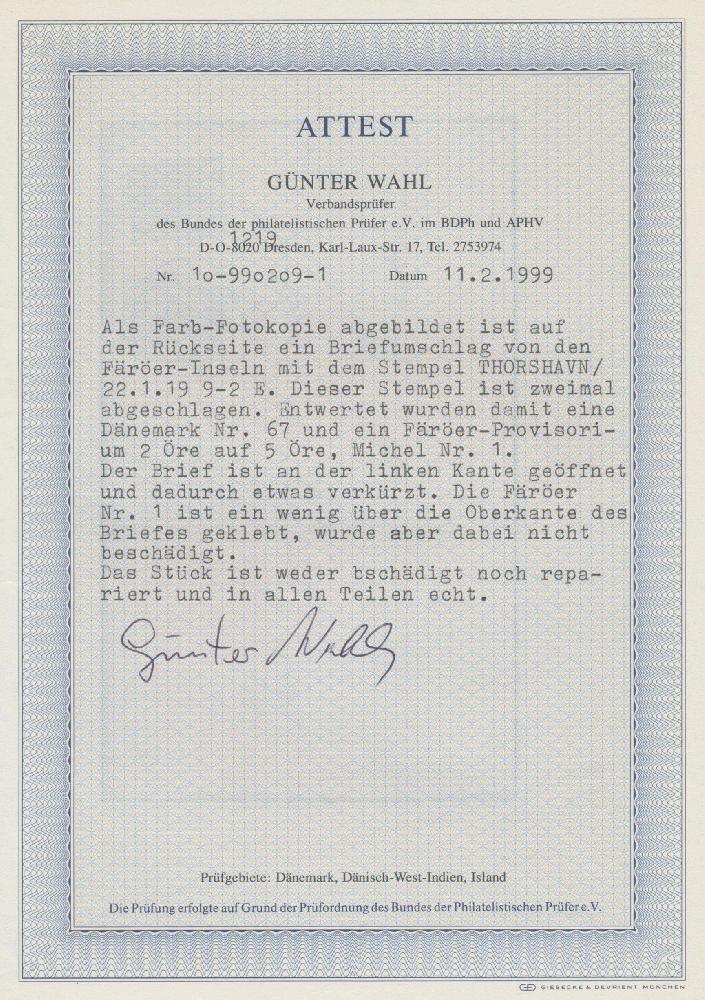 ATTEST
GÜNTER WAHL
Verbandsprüfer
des Bundes der philatelistischen Prüfer e.V. im BDPh und APHV
1219
D-O-8020 Dresden, Karl-Laux-Str. 17, Tel. 2753974
Nr. 1o-990209-1 Datum 11.2.1999
Als Farb-Fotokopie abgebildet ist auf
der Rückseite ein Briefumschlag von den
Färöer-Inseln mit dem Stempel THORSHAVN/
22.1.19 9-2 E. Dieser Stempel ist zweimal
abgeschlagen. Entwertet wurden damit eine
Dänemark Nr. 67 und ein Färöer-Provisori-
um 2 Öre auf 5 Öre, Michel Nr. 1.
Der Brief ist an der linken Kante geöffnet
und dadurch etwas verkürzt. Die Färöer
Nr. 1 ist ein wenig über die Oberkante des
Briefes geklebt, wurde aber dabei nicht
beschädigt.
Das Stück ist weder bschädigt noch repa-
riert und in allen Teilen echt.
Günter Wahl
Prüfgebiete: Dänemark, Dänisch-West-Indien, Island
Die Prüfung erfolgte auf Grund der Prüfordnung des Bundes der Philatelistischen Prüfer e.V.
GD GIESECKE & DEVRIENT MÜNCHEN